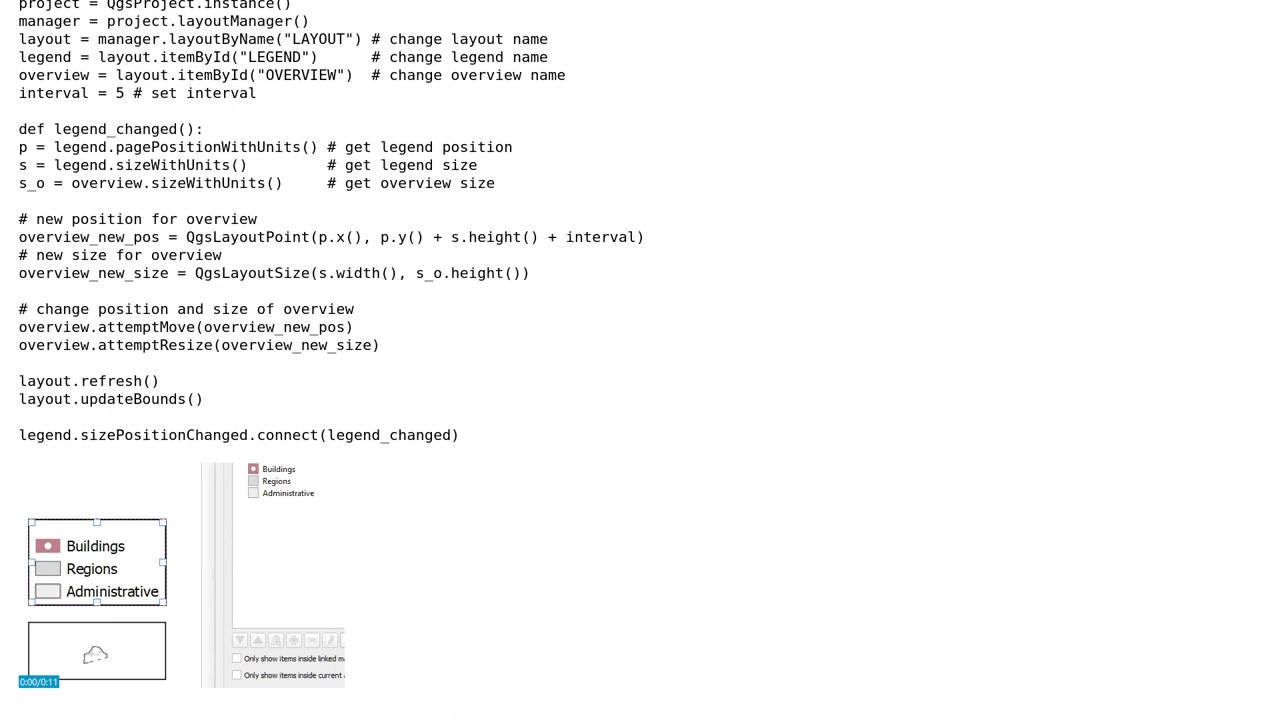 project = QgsProject.instance()
manager = project.layoutManager()
layout = manager.layoutByName("LAYOUT") # change layout name
legend = layout.itemById("LEGEND")      # change legend name
overview = layout.itemById("OVERVIEW")  # change overview name
interval = 5 # set interval
def legend_changed():
p = legend.pagePositionWithUnits() # get legend position
s = legend.sizeWithUnits()         # get legend size
s_o = overview.sizeWithUnits()     # get overview size
# new position for overview
overview_new_pos = QgsLayoutPoint(p.x(), p.y() + s.height() + interval)
# new size for overview
overview_new_size = QgsLayoutSize(s.width(), s_o.height())
# change position and size of overview
overview.attemptMove(overview_new_pos)
overview.attemptResize(overview_new_size)
layout.refresh()
layout.updateBounds()
legend.sizePositionChanged.connect(legend_changed)
Buildings
Regions
Administrative
Buildings
Regions
Administrative
Only show items inside linked
Only show items inside current
0:00/0:11